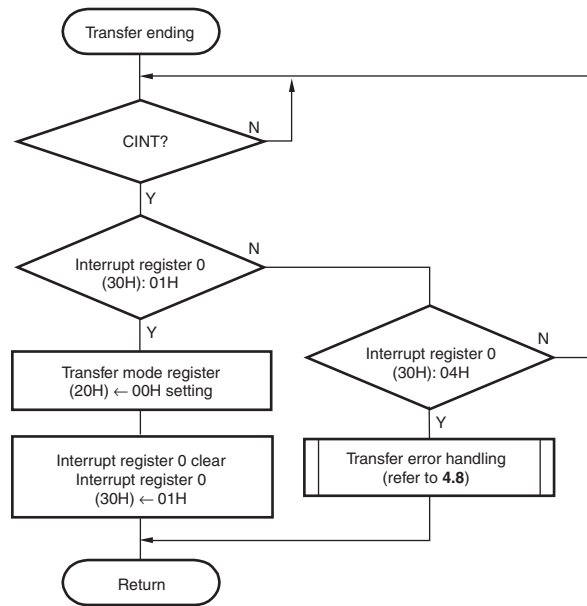 Transfer ending
N
CINT?
Y
N
Interrupt register 0
(30H): 01H
Y
N
Transfer mode register
(20H) ← 00H setting
Interrupt register 0
(30H): 04H
Y
Interrupt register 0 clear
Interrupt register 0
(30H) ← 01H
Transfer error handling
(refer to 4.8)
Return